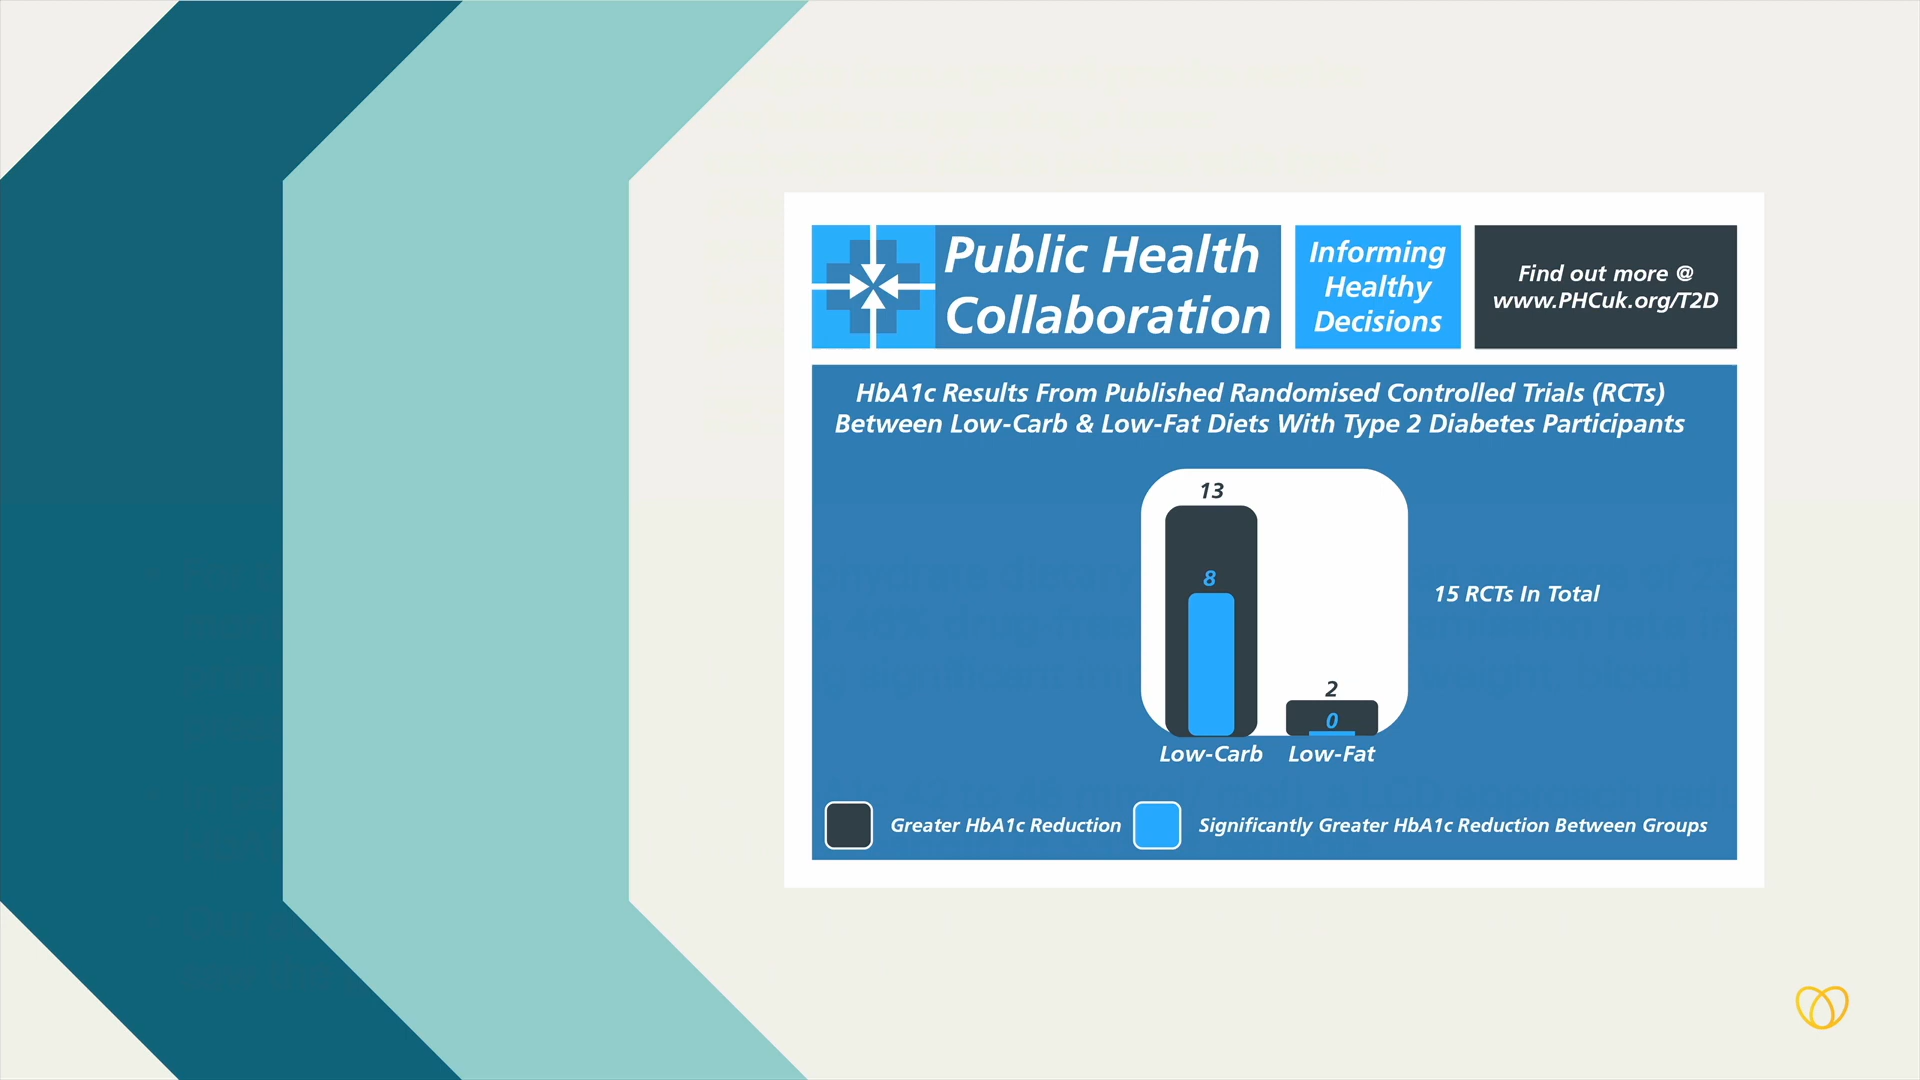 Public Health
Collaboration
Informing
Healthy
Decisions
Find out more @
www.PHCuk.org/T2D
HbA1c Results From Published Randomised Controlled Trials (RCTs)
Between Low-Carb & Low-Fat Diets With Type 2 Diabetes Participants
13
8
2
0
15 RCTs In Total
Low-Carb Low-Fat
Greater HbA1c Reduction
Significantly Greater HbA1c Reduction Between Groups